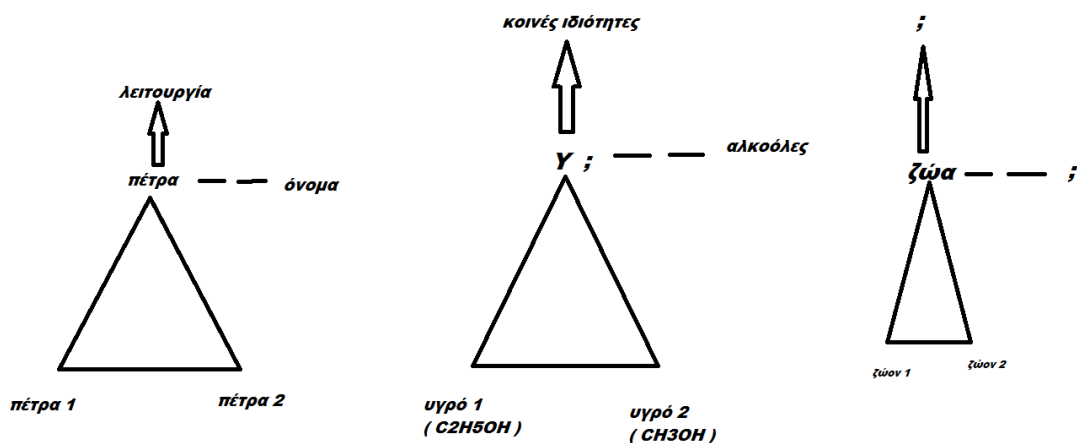 λειτουργία
πέτρα
όνομα
πέτρα 1
πέτρα 2
κοινές ιδιότητες
Υ ;
αλκοόλες
υγρό 1
( C2H5OH )
υγρό 2
( CH3OH )
;
ζώα
;
ζώον 1
ζώον 2